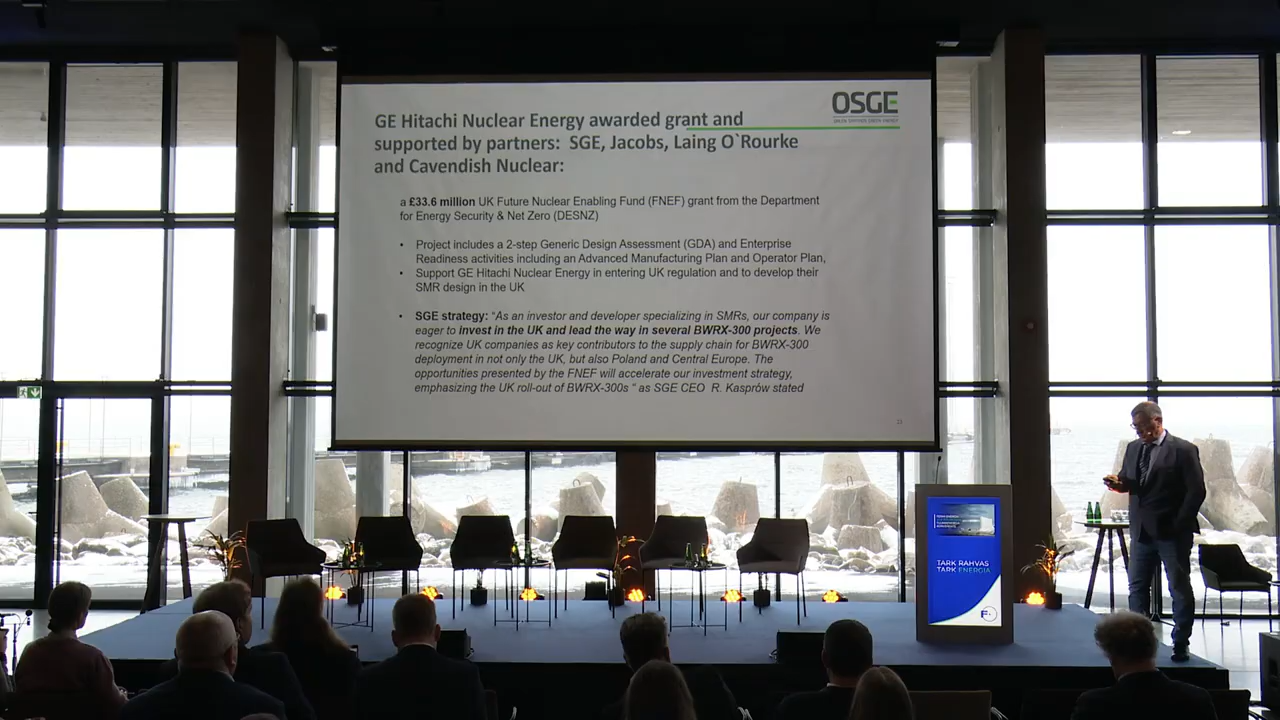 OSGE
GE Hitachi Nuclear Energy awarded grant and
supported by partners:  SGE, Jacobs, Laing O`Rourke
and Cavendish Nuclear:
a £33.6 million UK Future Nuclear Enabling Fund (FNEF) grant from the Department
for Energy Security & Net Zero (DESNZ)
• Project includes a 2-step Generic Design Assessment (GDA) and Enterprise
Readiness activities including an Advanced Manufacturing Plan and Operator Plan,
• Support GE Hitachi Nuclear Energy in entering UK regulation and to develop their
SMR design in the UK
• SGE strategy: "As an investor and developer specializing in SMRs, our company is
eager to invest in the UK and lead the way in several BWRX-300 projects. We
recognize UK companies as key contributors to the supply chain for BWRX-300
deployment in not only the UK, but also Poland and Central Europe. The
opportunities presented by the FNEF will accelerate our investment strategy,
emphasizing the UK roll-out of BWRX-300s " as SGE CEO  R. Kasprów stated
TARK RAHVAS
TARK ENERGIA